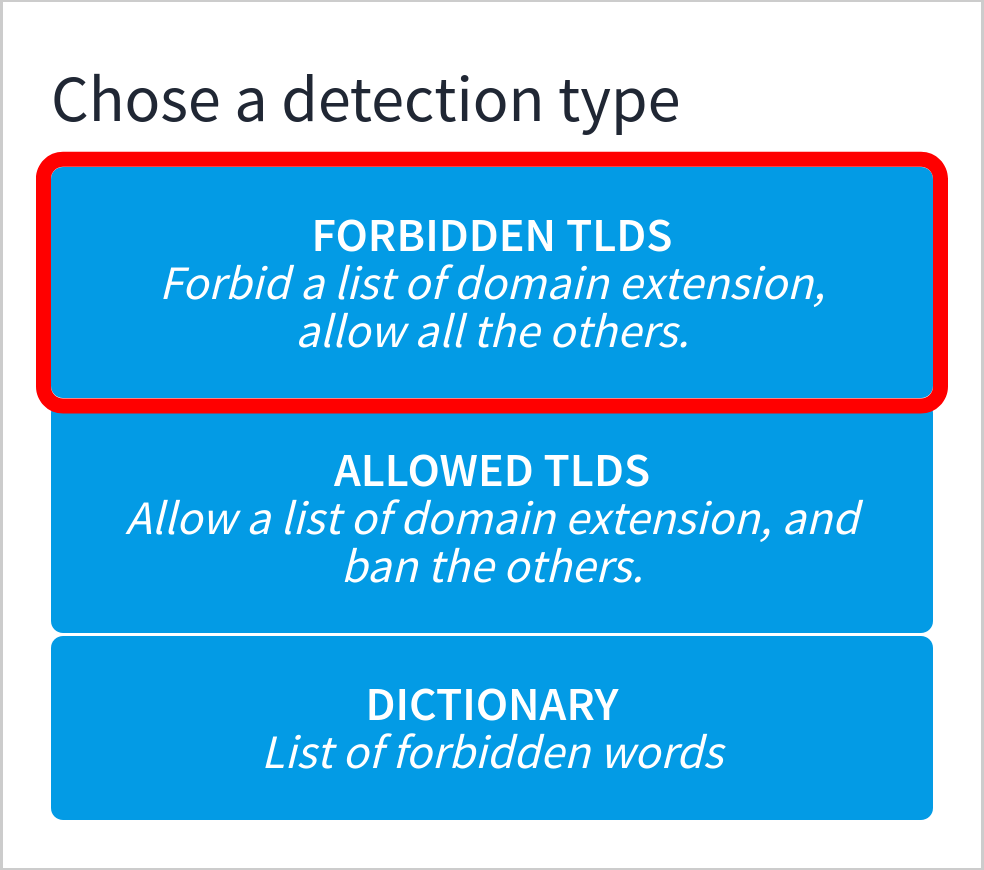 Chose a detection type
FORBIDDEN TLDS
Forbid a list of domain extension,
allow all the others.
ALLOWED TLDS
Allow a list of domain extension, and
ban the others.
DICTIONARY
List of forbidden words